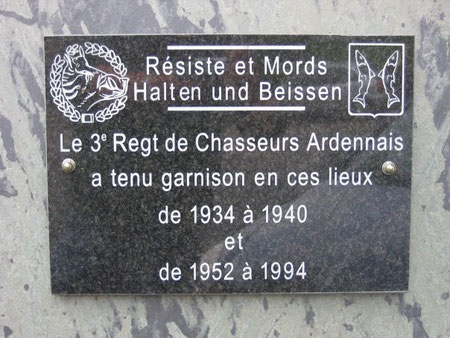 Résiste et Mords
Halten und Beissen
Le 3e Regt de Chasseurs Ardennais
a tenu garnison en ces lieux
de 1934 à 1940
et
de 1952 à 1994